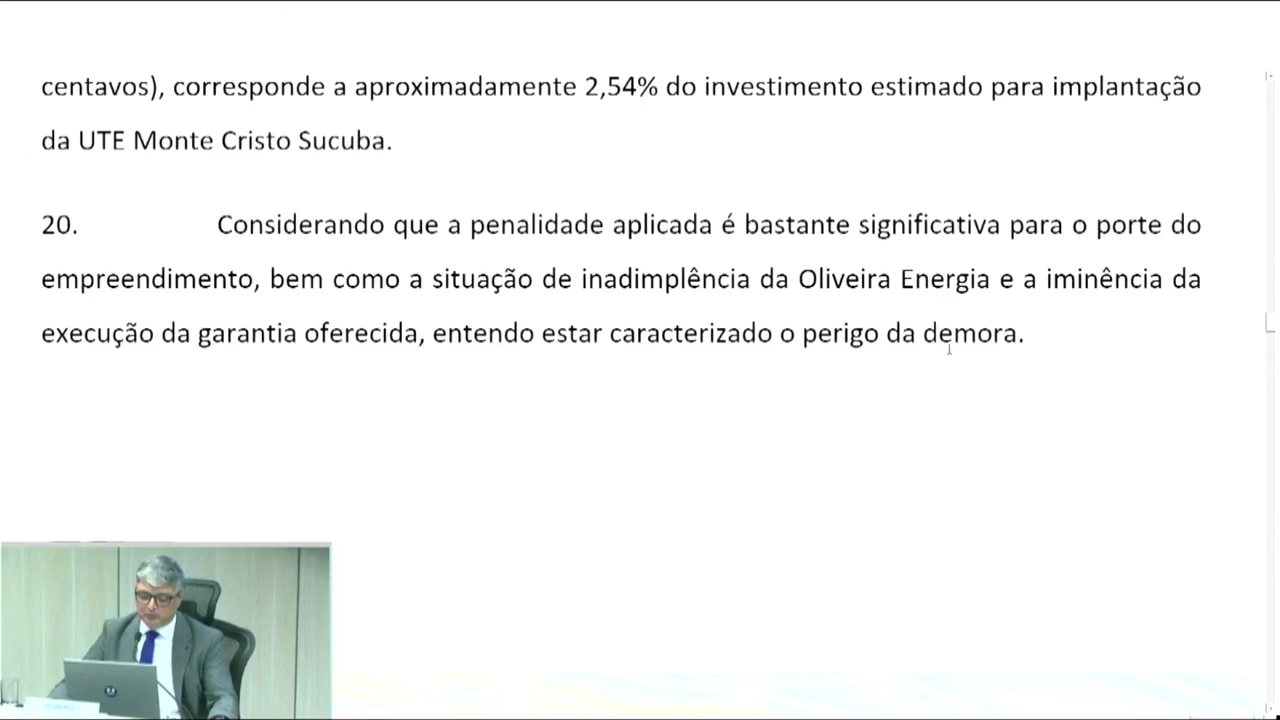 centavos), corresponde a aproximadamente 2,54% do investimento estimado para implantação
da UTE Monte Cristo Sucuba.
20. Considerando que a penalidade aplicada é bastante significativa para o porte do
empreendimento, bem como a situação de inadimplência da Oliveira Energia e a iminência da
execução da garantia oferecida, entendo estar caracterizado o perigo da demora.